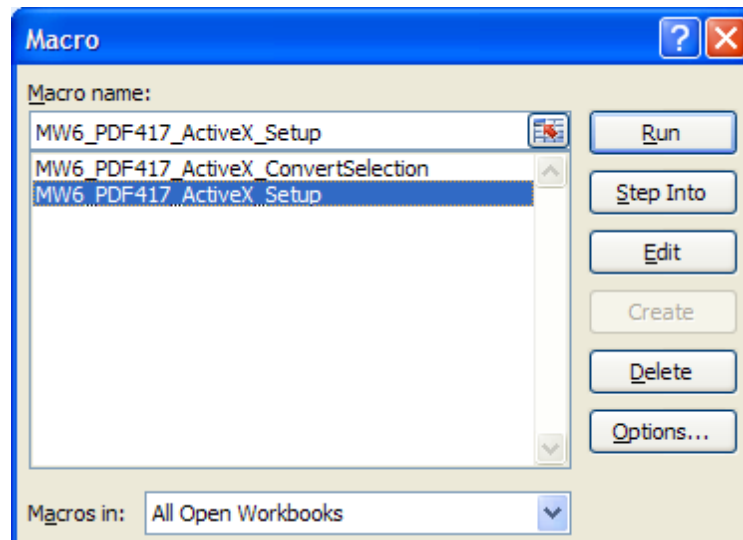 Macro
Macro name:
MW6_PDF417_ActiveX_Setup
MW6_PDF417_ActiveX_ConvertSelection
MW6_PDF417_ActiveX_Setup
Run
Step Into
Edit
Create
Delete
Options...
Macros in: All Open Workbooks